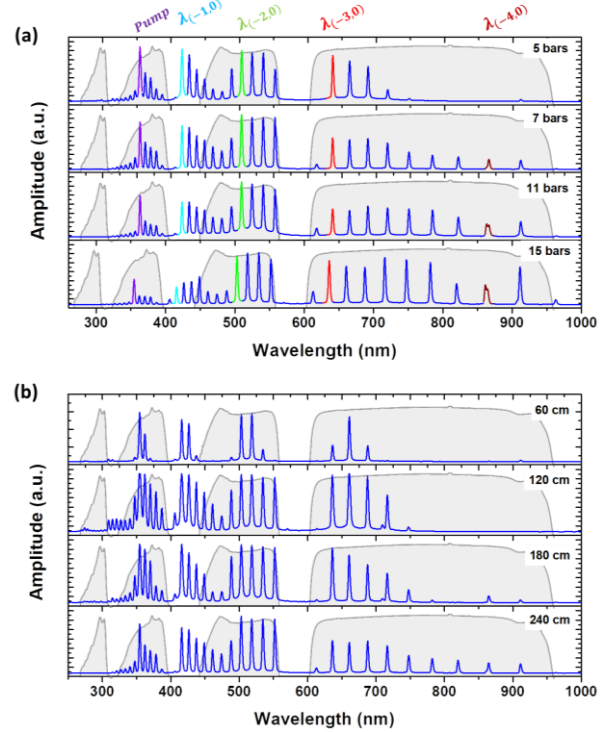 Pump λ(−1,0) λ(−2,0) λ(−3,0) λ(−4,0)
(a)
5 bars
7 bars
11 bars
15 bars
Amplitude (a.u.)
300 400 500 600 700 800 900 1000
Wavelength (nm)
(b)
60 cm
120 cm
180 cm
240 cm
Amplitude (a.u.)
300 400 500 600 700 800 900 1000
Wavelength (nm)